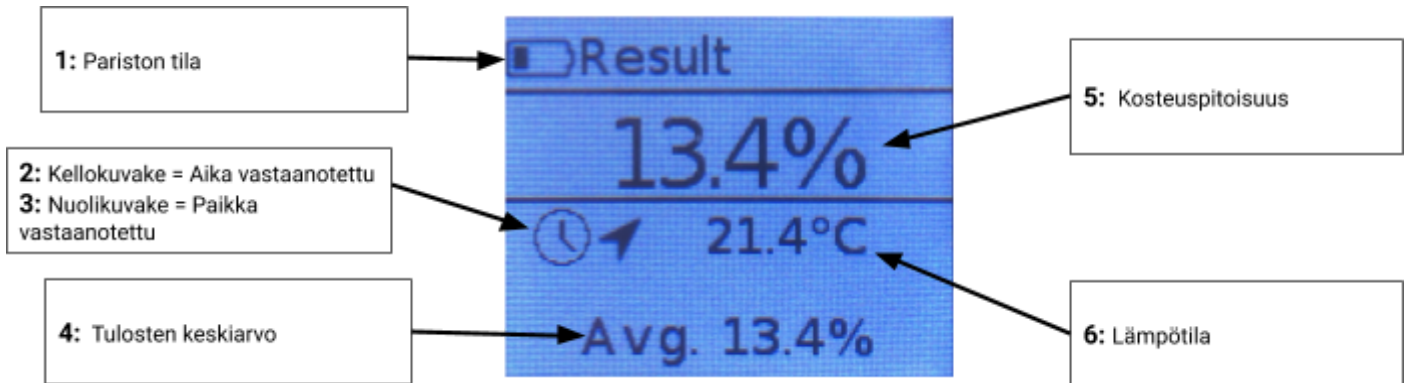 1: Pariston tila
2: Kellokuvake = Aika vastaanotettu
3: Nuolikuvake = Paikka
vastaanotettu
4: Tulosten keskiarvo
Result
13.4%
21.4°C
Avg. 13.4%
5: Kosteuspitoisuus
6: Lämpötila